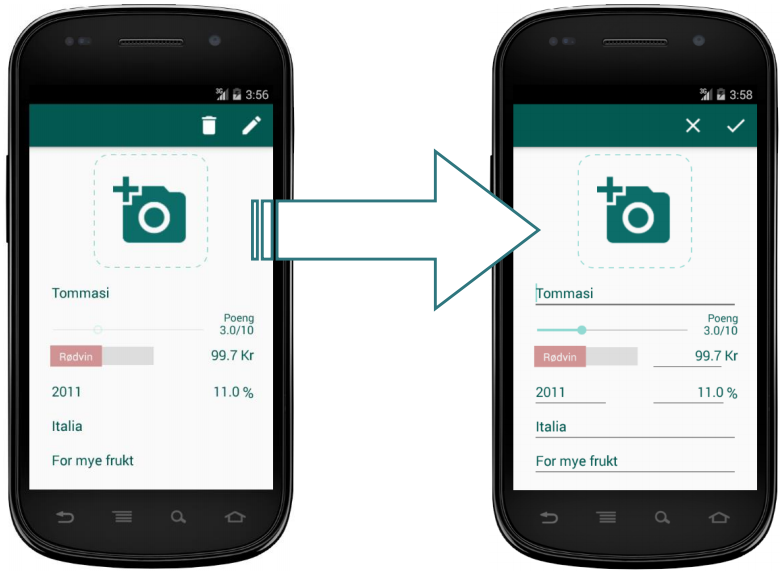 3G 3:56
Tommasi
Poeng
3.0/10
Rødvin 99.7 Kr
2011 11.0 %
Italia
For mye frukt
3G 3:58
Tommasi
Poeng
3.0/10
Rødvin 99.7 Kr
2011 11.0 %
Italia
For mye frukt